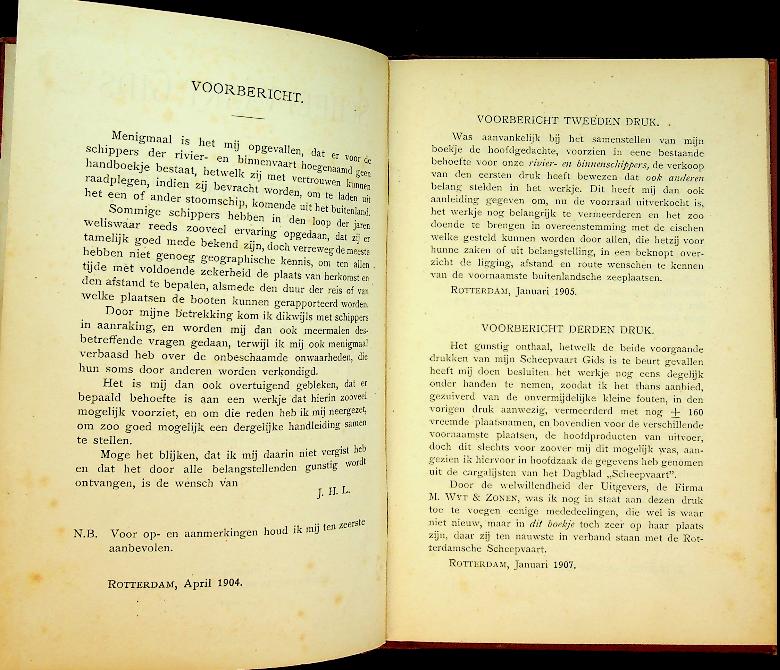 VOORBERICHT.
Menigmaal is het mij opgevallen, dat er voor de
schippers der rivier- en binnenvaart hoegenaamd geen
handboekje bestaat, hetwelk zij met vertrouwen kunnen
raadplegen, indien zij bevracht worden, om te laden uit
het een of ander stoomschip, komende uit het buitenland.
Sommige schippers hebben in den loop der jaren
weliswaar reeds zooveel ervaring opgedaan, dat zij er
tamelijk goed mede bekend zijn, doch verreweg de meeste
hebben niet genoeg geographische kennis, om ten allen
tijde met voldoende zekerheid de plaats van herkomst en
den afstand te bepalen, alsmede den duur der reis of van
welke plaatsen de booten kunnen gerapporteerd worden.
Door mijne betrekking kom ik dikwijls met schippers
in aanraking, en worden mij dan ook meermalen des-
betreffende vragen gedaan, terwijl ik mij ook menigmaal
verbaasd heb over de onbeschaamde onwaarheden, die
hun soms door anderen worden verkondigd.
Het is mij dan ook overtuigend gebleken, dat er
bepaald behoefte is aan een werkje dat hierin zooveel
mogelijk voorziet, en om die reden heb ik mij neergezet,
om zoo goed mogelijk een dergelijke handleiding samen
te stellen.
Moge het blijken, dat ik mij daarin niet vergist heb
en dat het door alle belangstellenden gunstig wordt
ontvangen, is de wensch van
J. H. L.
N.B. Voor op- en aanmerkingen houd ik mij ten zeerste
aanbevolen.
ROTTERDAM, April 1904.
VOORBERICHT TWEEDEN DRUK.
Was aanvankelijk bij het samenstellen van mijn
boekje de hoofdgedachte, voorzien in eene bestaande
behoefte voor onze rivier- en binnenschippers, de verkoop
van den eersten druk heeft bewezen dat ook anderen
belang stelden in het werkje. Dit heeft mij dan ook
aanleiding gegeven om, nu de voorraad uitverkocht is,
het werkje nog belangrijk te vermeerderen en het zoo
doende te brengen in overeenstemming met de eischen
welke gesteld kunnen worden door allen, die hetzij voor
hunne zaken of uit belangstelling, in een beknopt over-
zicht de ligging, afstand en route wenschen te kennen
van de voornaamste buitenlandsche zeeplaatsen.
ROTTERDAM, Januari 1905.
VOORBERICHT DERDEN DRUK.
Het gunstig onthaal, hetwelk de beide voorgaande
drukken van mijn Scheepvaart Gids is te beurt gevallen
heeft mij doen besluiten het werkje nog eens degelijk
onder handen te nemen, zoodat ik het thans aanbied,
gezuiverd van de onvermijdelijke kleine fouten, in den
vorigen druk aanwezig, vermeerderd met nog ± 160
vreemde plaatsnamen, en bovendien voor de verschillende
voornaamste plaatsen, de hoofdproducten van uitvoer,
doch dit slechts voor zoover mij dit mogelijk was, aan-
gezien ik hiervoor in hoofdzaak de gegevens heb genomen
uit de cargalijsten van het Dagblad „Scheepvaart".
Door de welwillendheid der Uitgevers, de Firma
M. WYT & ZONEN, was ik nog in staat aan dezen druk
toe te voegen eenige mededeelingen, die wel is waar
niet nieuw, maar in dit boekje toch zeer op haar plaats
zijn, daar zij ten nauwste in verband staan met de Rot-
terdamsche Scheepvaart.
ROTTERDAM, Januari 1907.